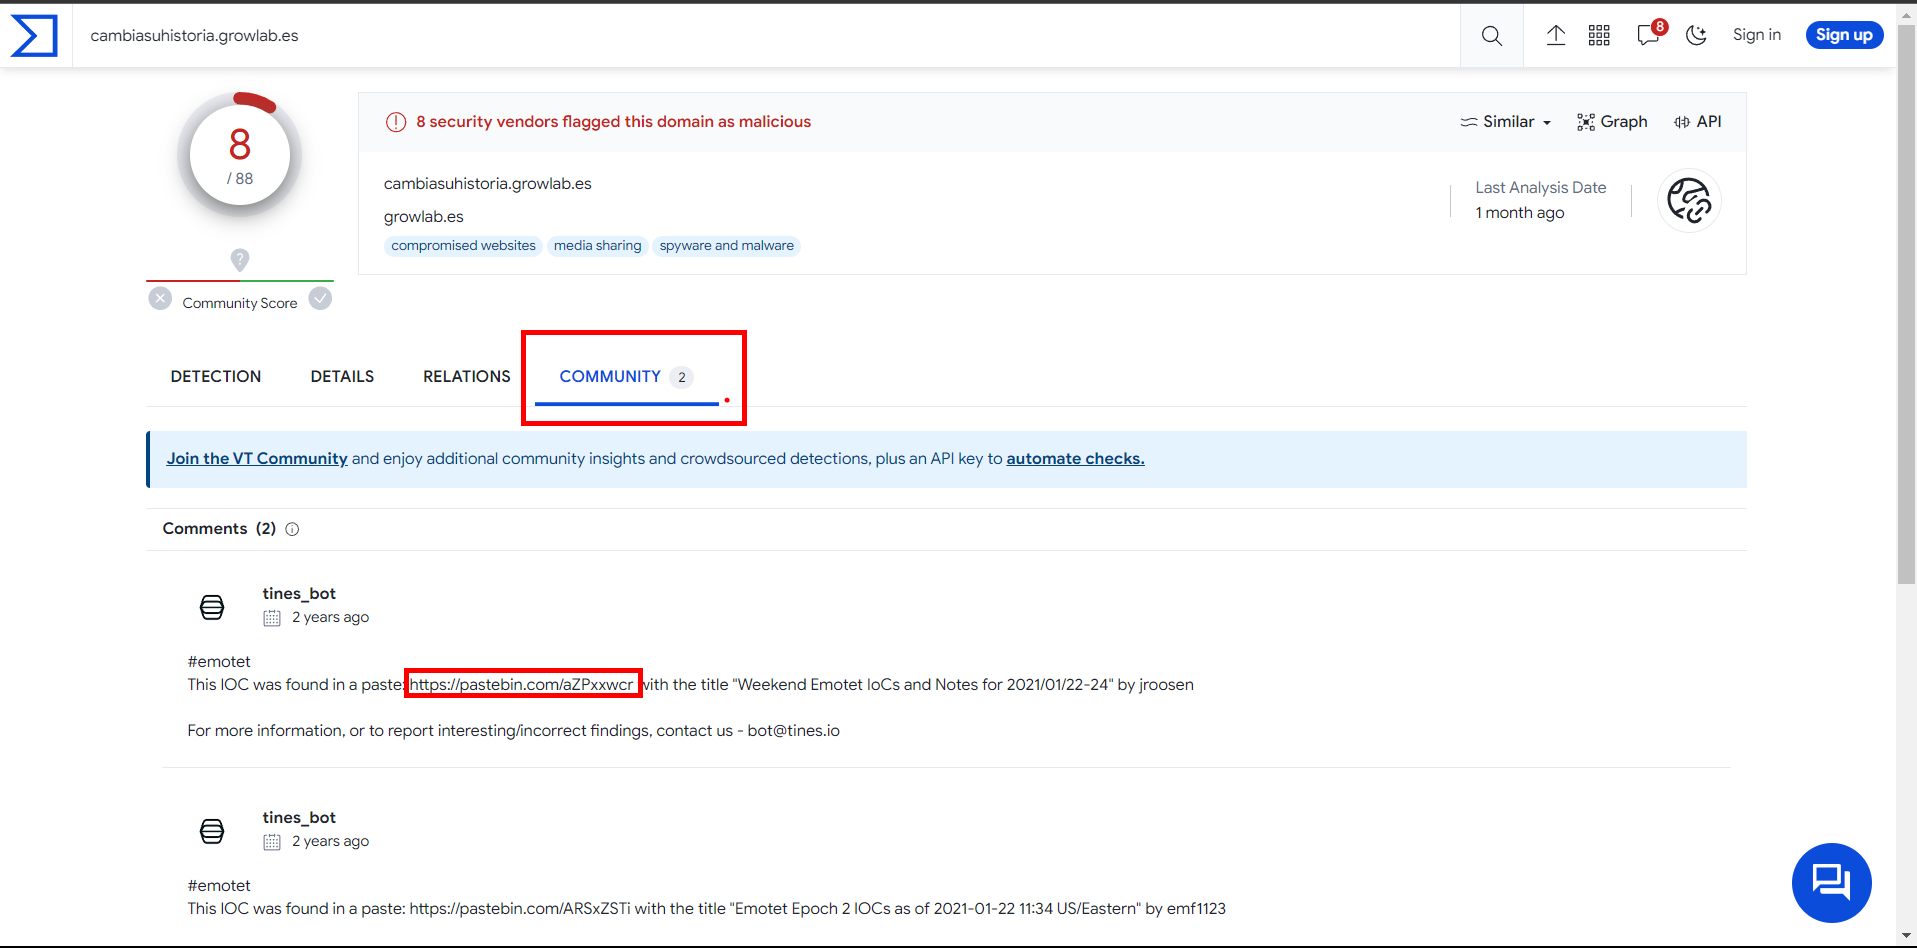 cambiasuhistoria.growlab.es
8
Sign in
Sign up
8
/ 88
?
Community Score
8 security vendors flagged this domain as malicious
Similar
Graph
API
cambiasuhistoria.growlab.es
growlab.es
compromised websites media sharing spyware and malware
Last Analysis Date
1 month ago
DETECTION DETAILS RELATIONS COMMUNITY 2
Join the VT Community and enjoy additional community insights and crowdsourced detections, plus an API key to automate checks.
Comments (2)
tines_bot
2 years ago
#emotet
This IOC was found in a paste: https://pastebin.com/aZPxxwcr with the title "Weekend Emotet IoCs and Notes for 2021/01/22-24" by jroosen
For more information, or to report interesting/incorrect findings, contact us - bot@tines.io
tines_bot
2 years ago
#emotet
This IOC was found in a paste: https://pastebin.com/ARSxZSTi with the title "Emotet Epoch 2 IOCs as of 2021-01-22 11:34 US/Eastern" by emf1123